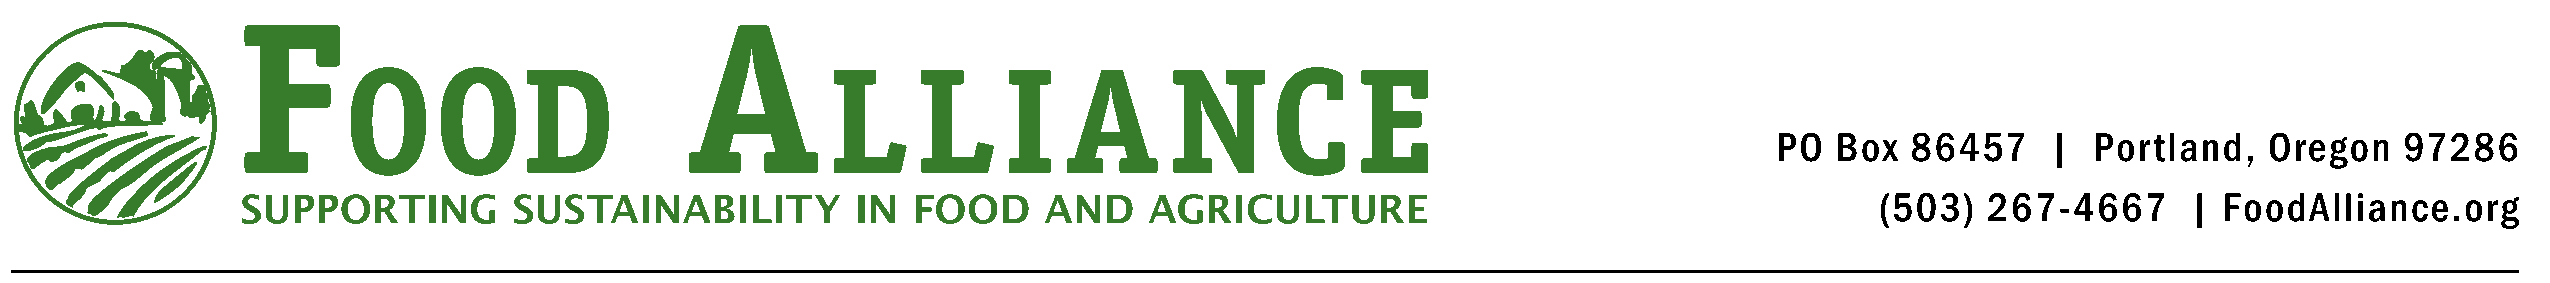 FOOD ALLIANCE
SUPPORTING SUSTAINABILITY IN FOOD AND AGRICULTURE
PO Box 86457 | Portland, Oregon 97286
(503) 267-4667 | FoodAlliance.org